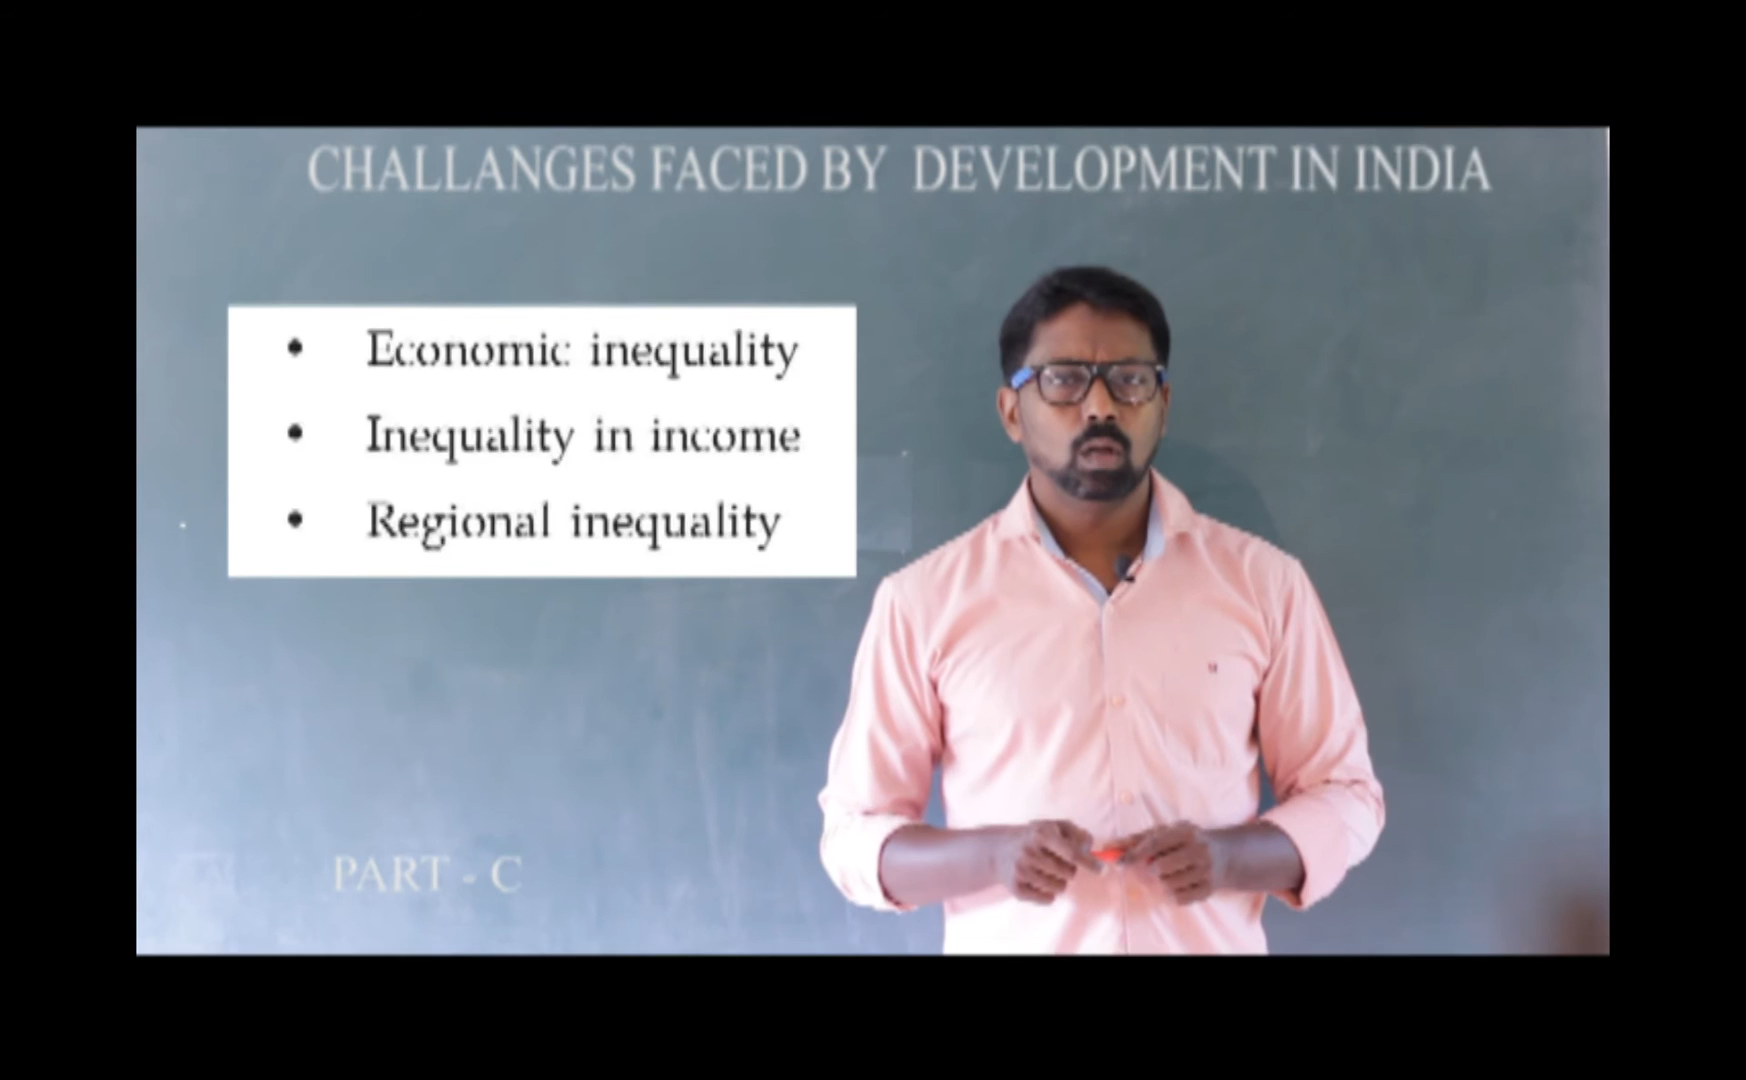 CHALLANGES FACED BY DEVELOPMENT IN INDIA
• Economic inequality
• Inequality in income
• Regional inequality
PART - C